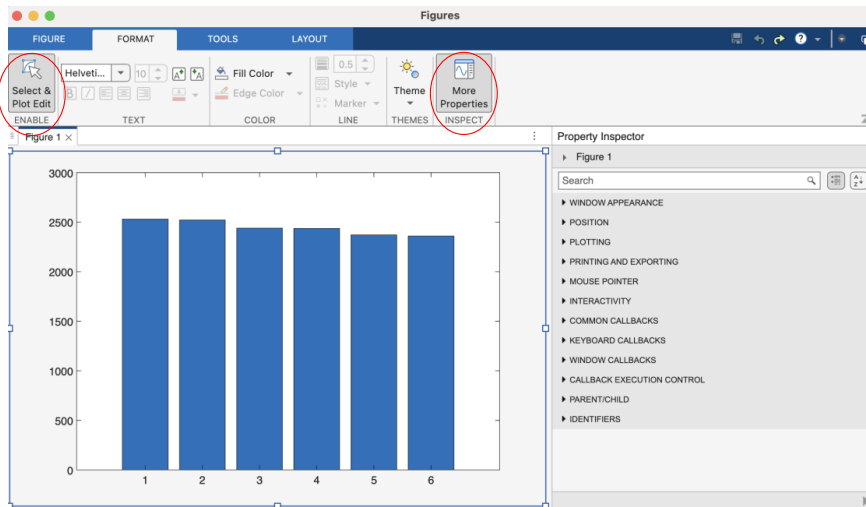 Figures
FIGURE FORMAT TOOLS LAYOUT
Select & Plot Edit
ENABLE
Helveti... 10 A A
B I
TEXT
Fill Color
Edge Color
COLOR
0.5
Style
Marker
LINE
Theme
THEMES
More Properties
INSPECT
Figure 1
3000
2500
2000
1500
1000
500
0
1 2 3 4 5 6
Property Inspector
Figure 1
Search
WINDOW APPEARANCE
POSITION
PLOTTING
PRINTING AND EXPORTING
MOUSE POINTER
INTERACTIVITY
COMMON CALLBACKS
KEYBOARD CALLBACKS
WINDOW CALLBACKS
CALLBACK EXECUTION CONTROL
PARENT/CHILD
IDENTIFIERS